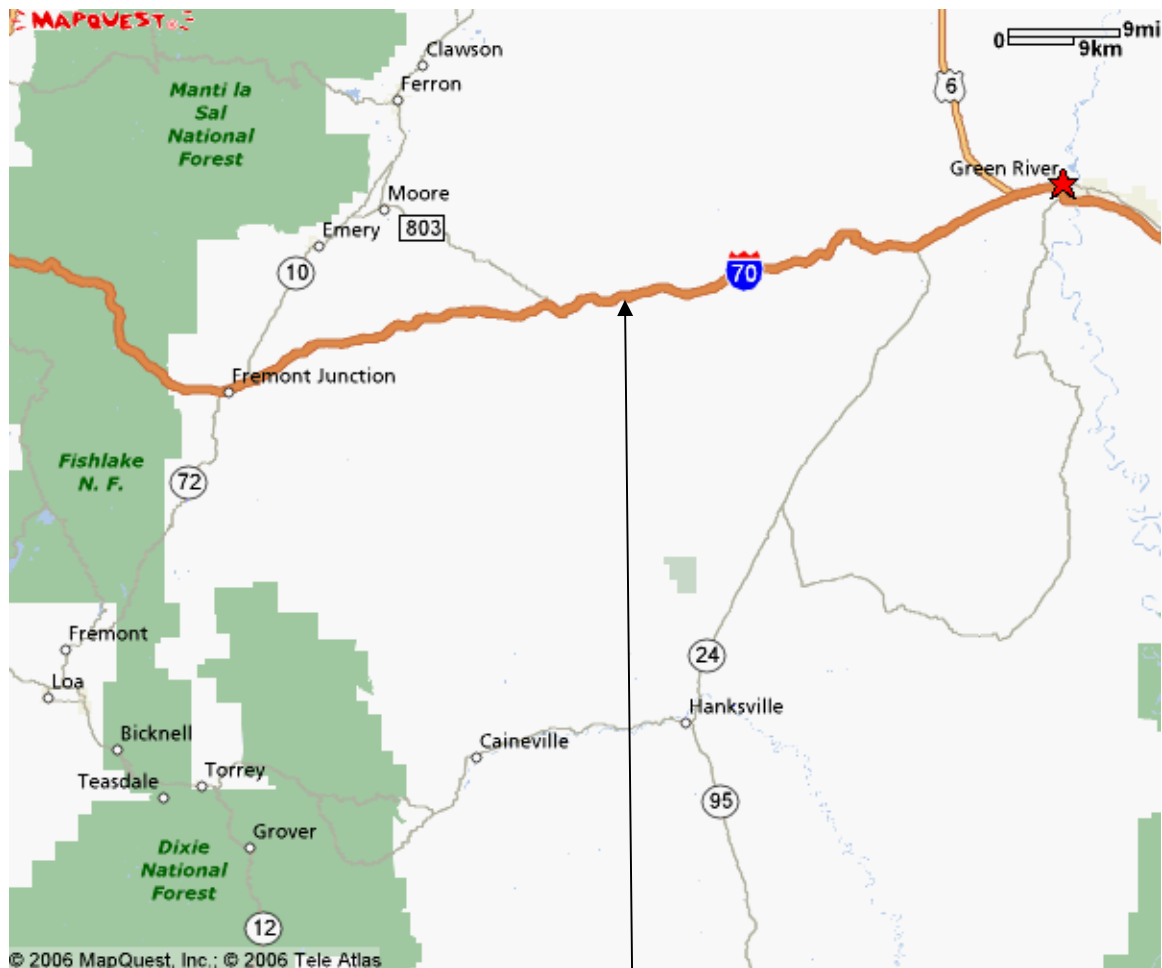 MAPQUEST
0 9mi
9km
Clawson
Ferron
Manti la
Sal
National
Forest
6
Green River
Moore
803
Emery
10
70
Fremont Junction
Fishlake
N. F.
72
Fremont
24
Loa
Hanksville
Bicknell
Caineville
Teasdale
Torrey
95
Grover
Dixie
National
Forest
12
© 2006 MapQuest, Inc.; © 2006 Tele Atlas